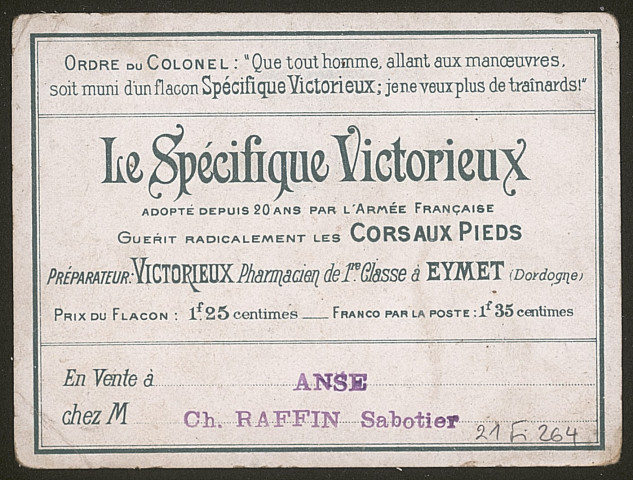 ORDRE DU COLONEL : "Que tout homme, allant aux manœuvres,
soit muni d'un flacon Spécifique Victorieux; je ne veux plus de traînards!"
Le Spécifique Victorieux
ADOPTÉ DEPUIS 20 ANS PAR L'ARMÉE FRANÇAISE
GUERIT RADICALEMENT LES CORS AUX PIEDS
PRÉPARATEUR: VICTORIEUX Pharmacien de 1re Classe à EYMET (Dordogne)
PRIX DU FLACON : 1f.25 centimes — FRANCO PAR LA POSTE : 1f 35 centimes
En Vente à ANSE
chez M Ch. RAFFIN Sabotier
21 Fi 264